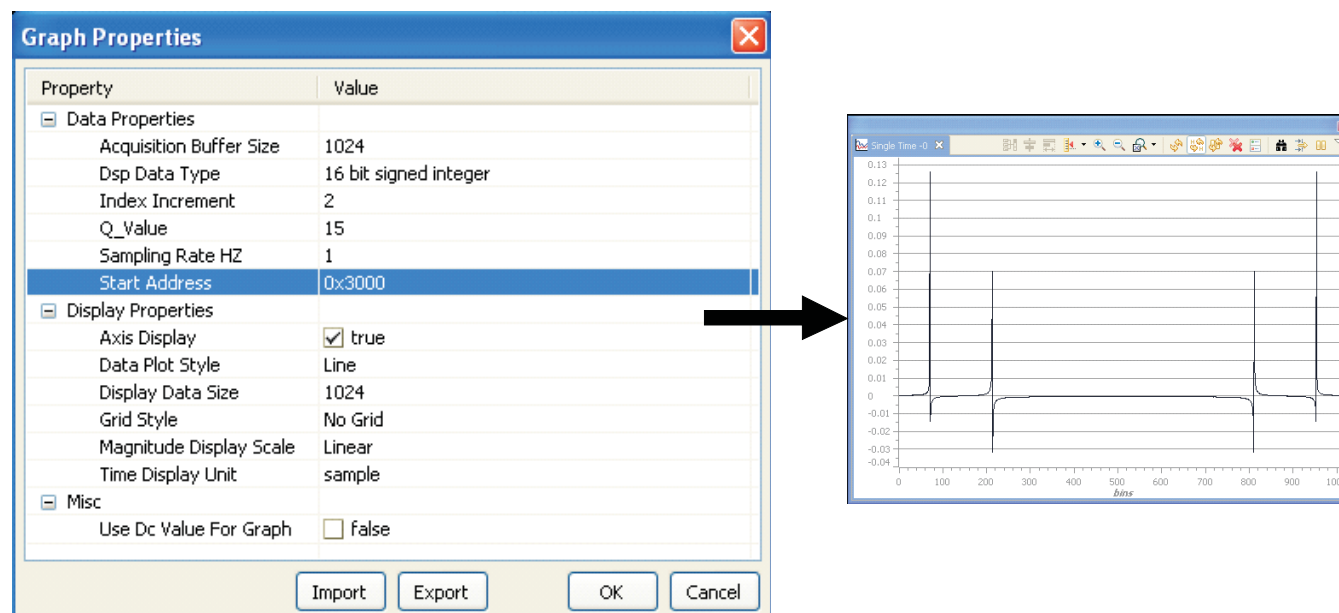 Graph Properties
Property Value
Data Properties
Acquisition Buffer Size 1024
Dsp Data Type 16 bit signed integer
Index Increment 2
Q_Value 15
Sampling Rate HZ 1
Start Address 0x3000
Display Properties
Axis Display true
Data Plot Style Line
Display Data Size 1024
Grid Style No Grid
Magnitude Display Scale Linear
Time Display Unit sample
Misc
Use Dc Value For Graph false
Import Export OK Cancel
Single Time -0
0.13
0.12
0.11
0.1
0.09
0.08
0.07
0.06
0.05
0.04
0.03
0.02
0.01
0
-0.01
-0.02
-0.03
-0.04
0 100 200 300 400 500 600 700 800 900
bins